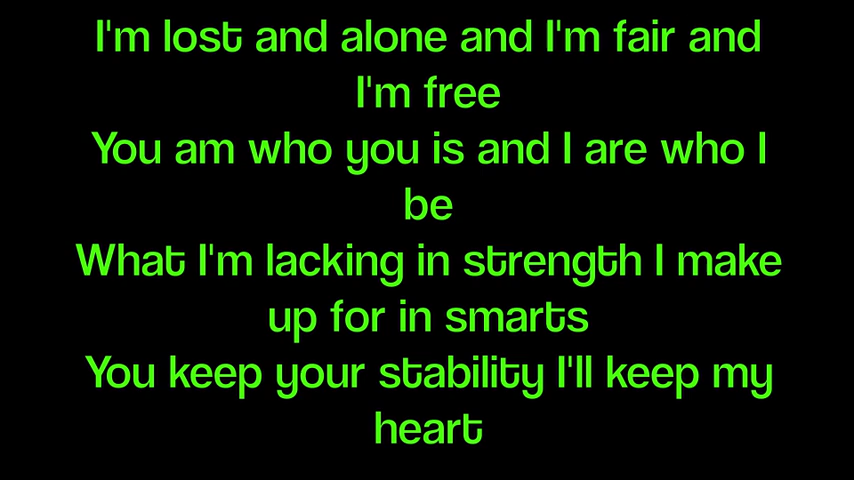 I'm lost and alone and I'm fair and
I'm free
You am who you is and I are who I
be
What I'm lacking in strength I make
up for in smarts
You keep your stability I'll keep my
heart